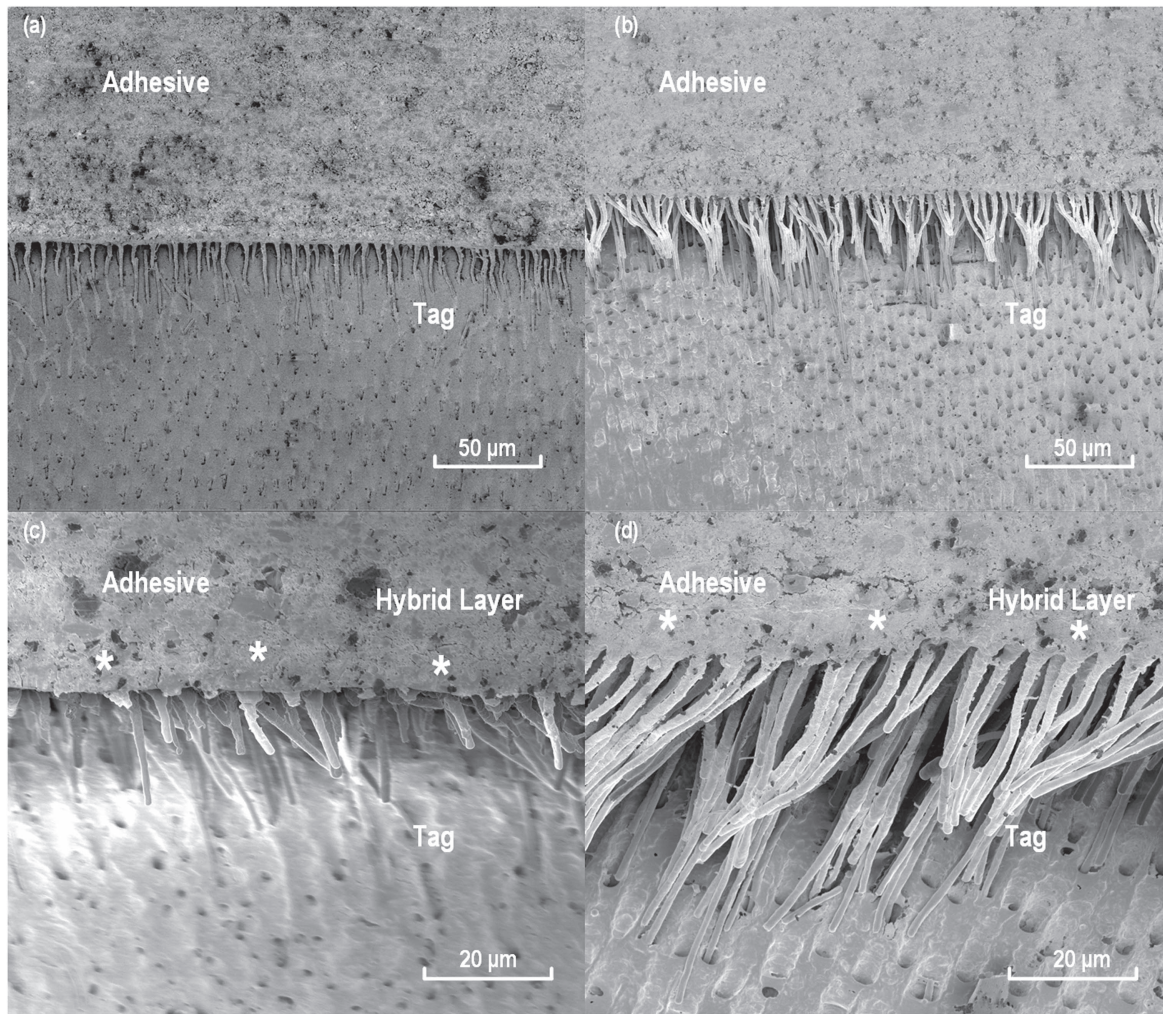 (a)
Adhesive
Tag
50 µm
(b)
Adhesive
Tag
50 µm
(c)
Adhesive
Hybrid Layer
* * *
Tag
20 µm
(d)
Adhesive
Hybrid Layer
* * *
Tag
20 µm